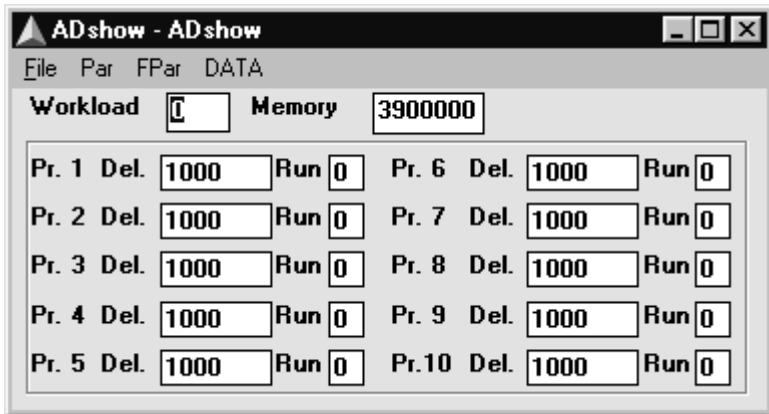 ADshow - ADshow
File Par FPar DATA
Workload 0 Memory 3900000
Pr. 1 Del. 1000 Run 0 Pr. 6 Del. 1000 Run 0
Pr. 2 Del. 1000 Run 0 Pr. 7 Del. 1000 Run 0
Pr. 3 Del. 1000 Run 0 Pr. 8 Del. 1000 Run 0
Pr. 4 Del. 1000 Run 0 Pr. 9 Del. 1000 Run 0
Pr. 5 Del. 1000 Run 0 Pr.10 Del. 1000 Run 0